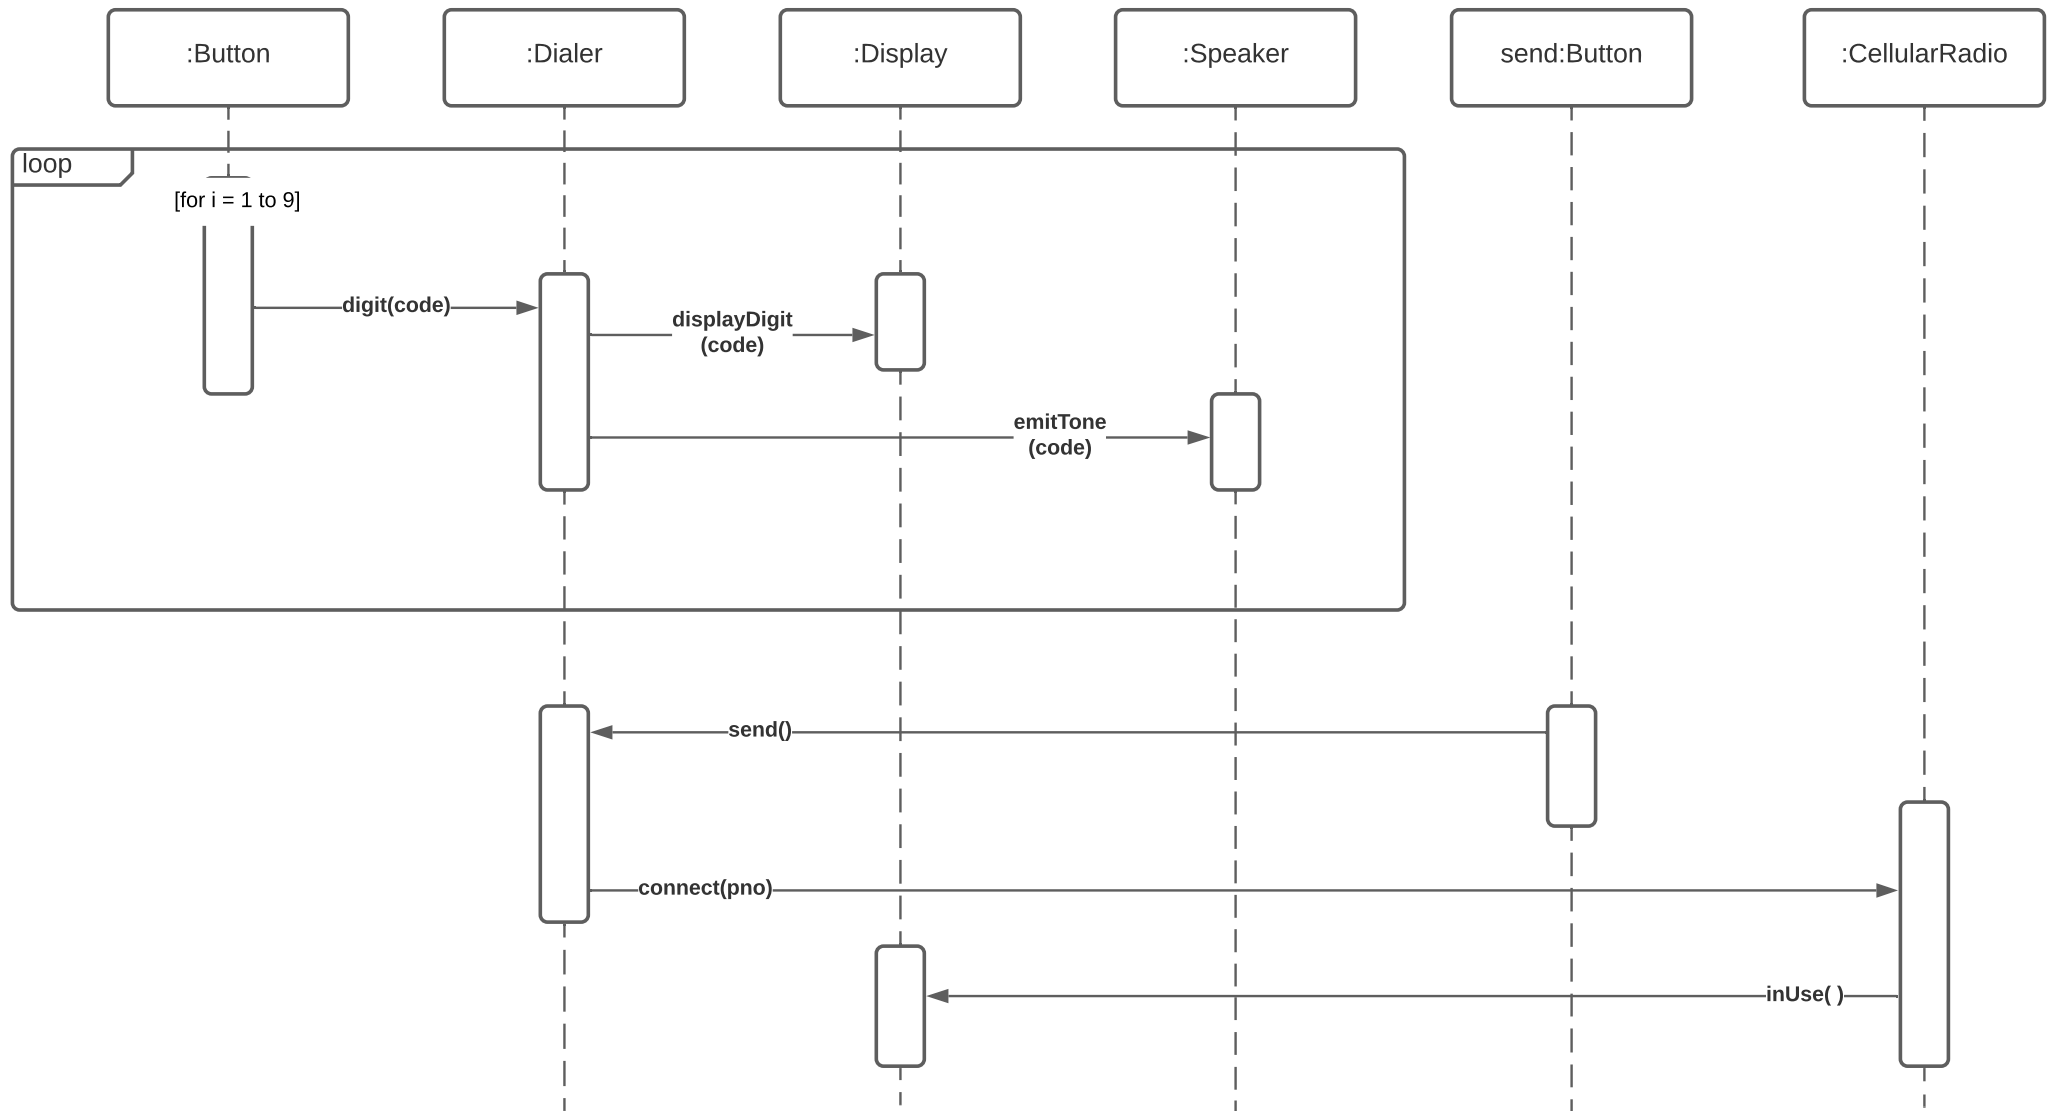 :Button
:Dialer
:Display
:Speaker
send:Button
:CellularRadio
loop
[for i = 1 to 9]
digit(code)
displayDigit
(code)
emitTone
(code)
send()
connect(pno)
inUse( )